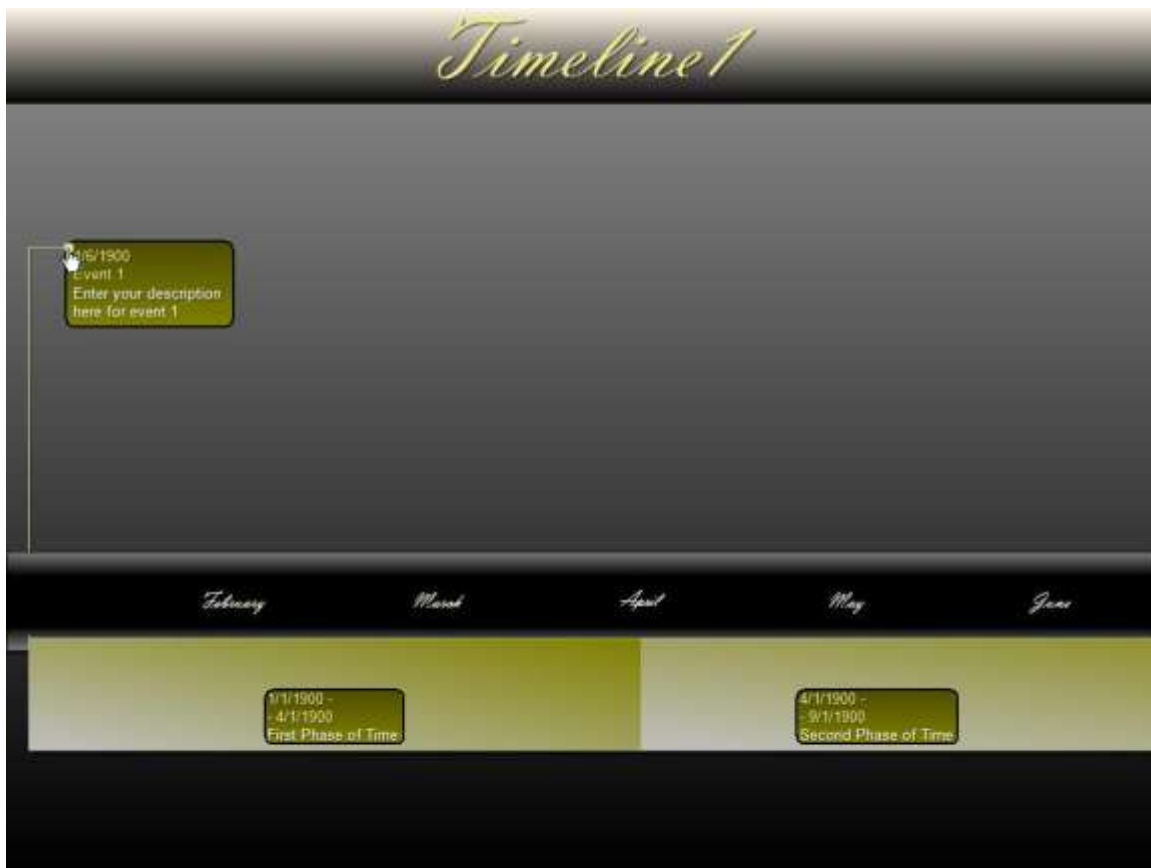 Timeline1
/6/1900
Event 1
Enter your description
here for event 1
February
March
April
May
June
1/1/1900 -
- 4/1/1900
First Phase of Time
4/1/1900 -
- 9/1/1900
Second Phase of Time